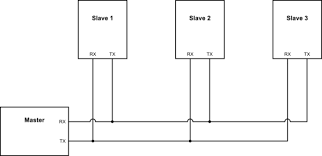 Slave 1
Slave 2
Slave 3
RX TX
RX TX
RX TX
Master
RX
TX